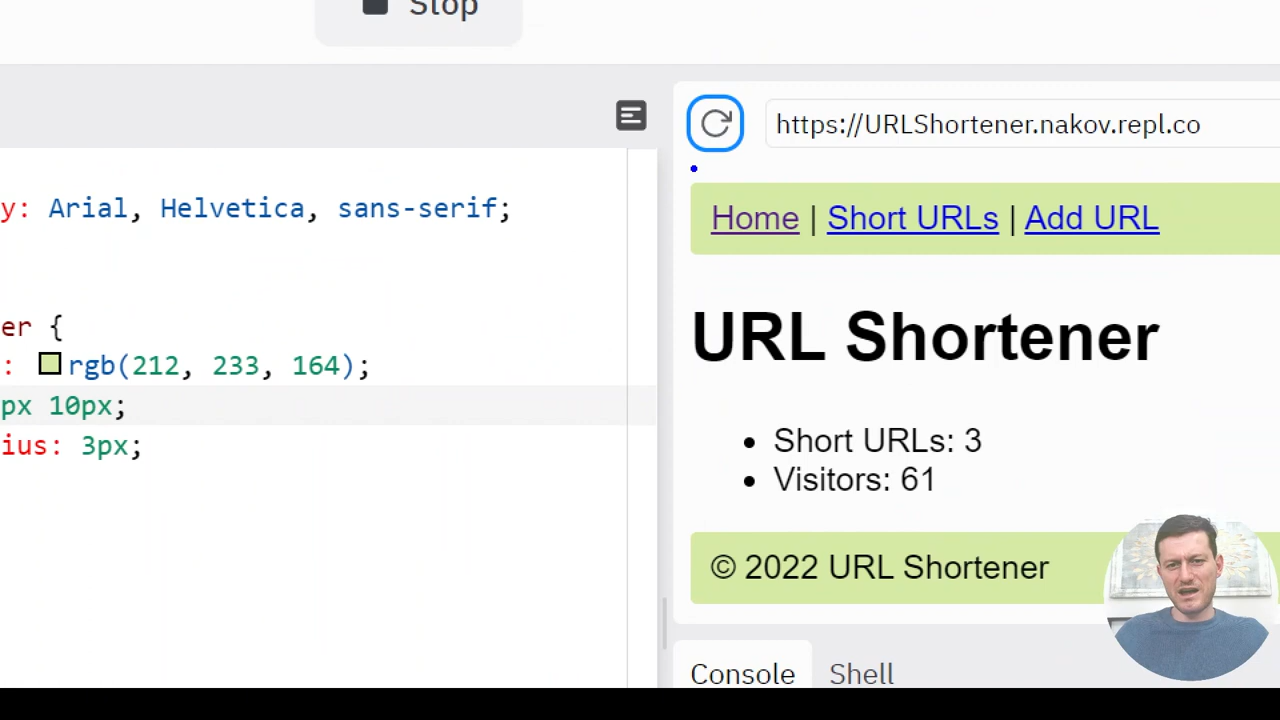 Stop
https://URLShortener.nakov.repl.co
y: Arial, Helvetica, sans-serif;
er {
: rgb(212, 233, 164);
px 10px;
ius: 3px;
Home | Short URLs | Add URL
URL Shortener
• Short URLs: 3
• Visitors: 61
© 2022 URL Shortener
Console Shell